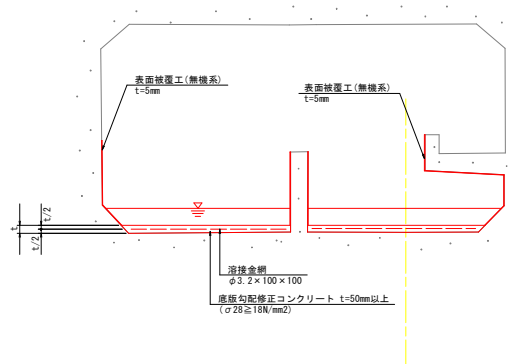 表面被覆工(無機系)
t=5mm
表面被覆工(無機系)
t=5mm
t
t/2
t/2
溶接金網
φ3.2×100×100
底版勾配修正コンクリート t=50mm以上
(σ28≧18N/mm2)